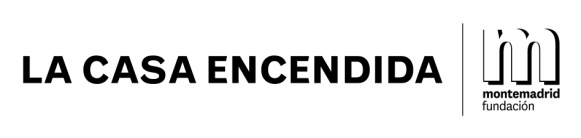 LA CASA ENCENDIDA
m
montemadrid
fundación